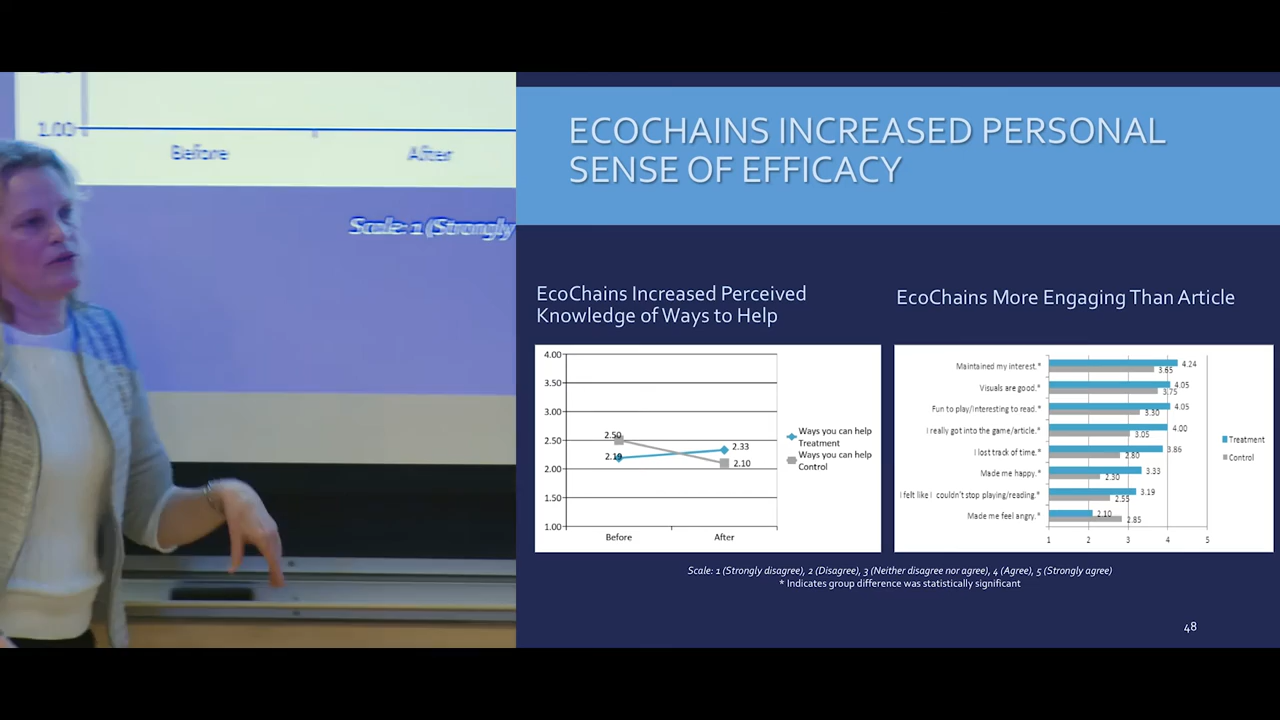 1.00
Before
After
Scale: 1 (Strongly
ECOCHAINS INCREASED PERSONAL
SENSE OF EFFICACY
EcoChains Increased Perceived
Knowledge of Ways to Help
4.00
3.50
3.00
2.50
2.00
1.50
1.00
2.50
2.19
2.33
2.10
Before
After
Ways you can help
Treatment
Ways you can help
Control
EcoChains More Engaging Than Article
Maintained my interest.*
4.24
3.65
Visuals are good.*
4.05
3.75
Fun to play/Interesting to read.*
4.05
3.30
I really got into the game/article.*
4.00
3.05
I lost track of time.*
3.86
2.80
Made me happy.*
3.33
2.30
I felt like I couldn't stop playing/reading.*
3.19
2.55
Made me feel angry.*
2.10
2.85
1 2 3 4 5
Treatment
Control
Scale: 1 (Strongly disagree), 2 (Disagree), 3 (Neither disagree nor agree), 4 (Agree), 5 (Strongly agree)
* Indicates group difference was statistically significant
48